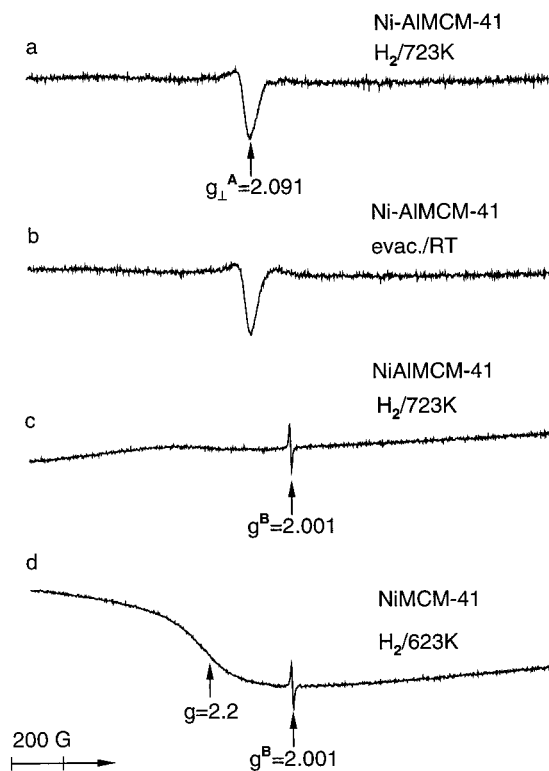 a
Ni-AlMCM-41
H₂/723K
g⊥ᴬ=2.091
b
Ni-AlMCM-41
evac./RT
c
NiAlMCM-41
H₂/723K
gᴮ=2.001
d
NiMCM-41
H₂/623K
g=2.2
gᴮ=2.001
200 G